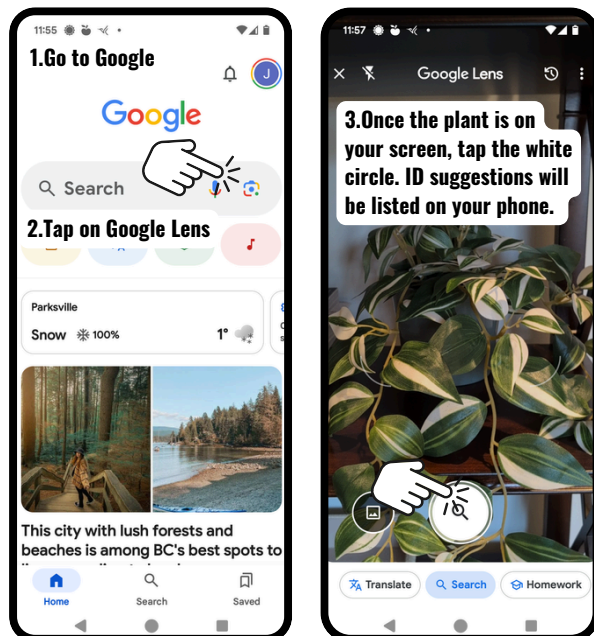 11:55
1.Go to Google
J
Google
Search
2.Tap on Google Lens
Parksville
Snow 100% 1°
This city with lush forests and
beaches is among BC's best spots to
Home Search Saved
11:57
Google Lens
3.Once the plant is on
your screen, tap the white
circle. ID suggestions will
be listed on your phone.
Translate Search Homework